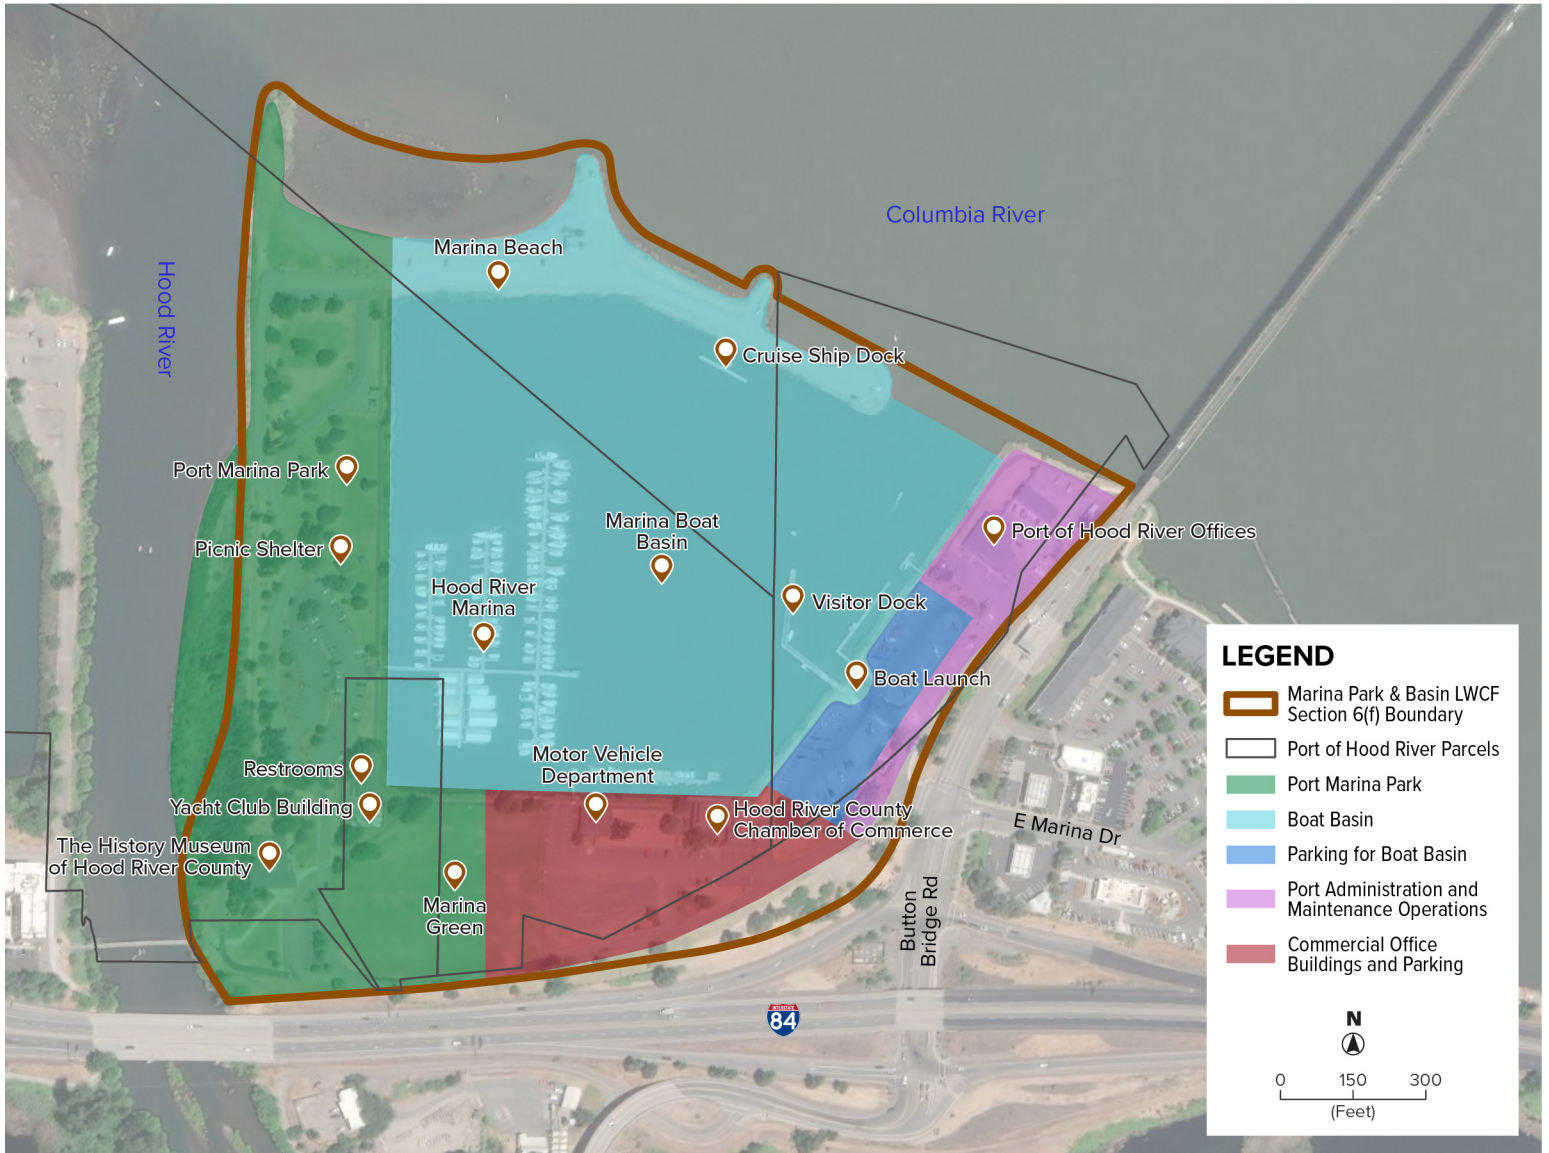 Columbia River
Hood River
Marina Beach
Cruise Ship Dock
Port Marina Park
Picnic Shelter
Marina Boat
Basin
Port of Hood River Offices
Hood River
Marina
Visitor Dock
Boat Launch
Restrooms
Motor Vehicle
Department
Yacht Club Building
Hood River County
Chamber of Commerce
The History Museum
of Hood River County
Marina
Green
E Marina Dr
Button
Bridge Rd
INTERSTATE
84
LEGEND
Marina Park & Basin LWCF
Section 6(f) Boundary
Port of Hood River Parcels
Port Marina Park
Boat Basin
Parking for Boat Basin
Port Administration and
Maintenance Operations
Commercial Office
Buildings and Parking
N
0 150 300
(Feet)